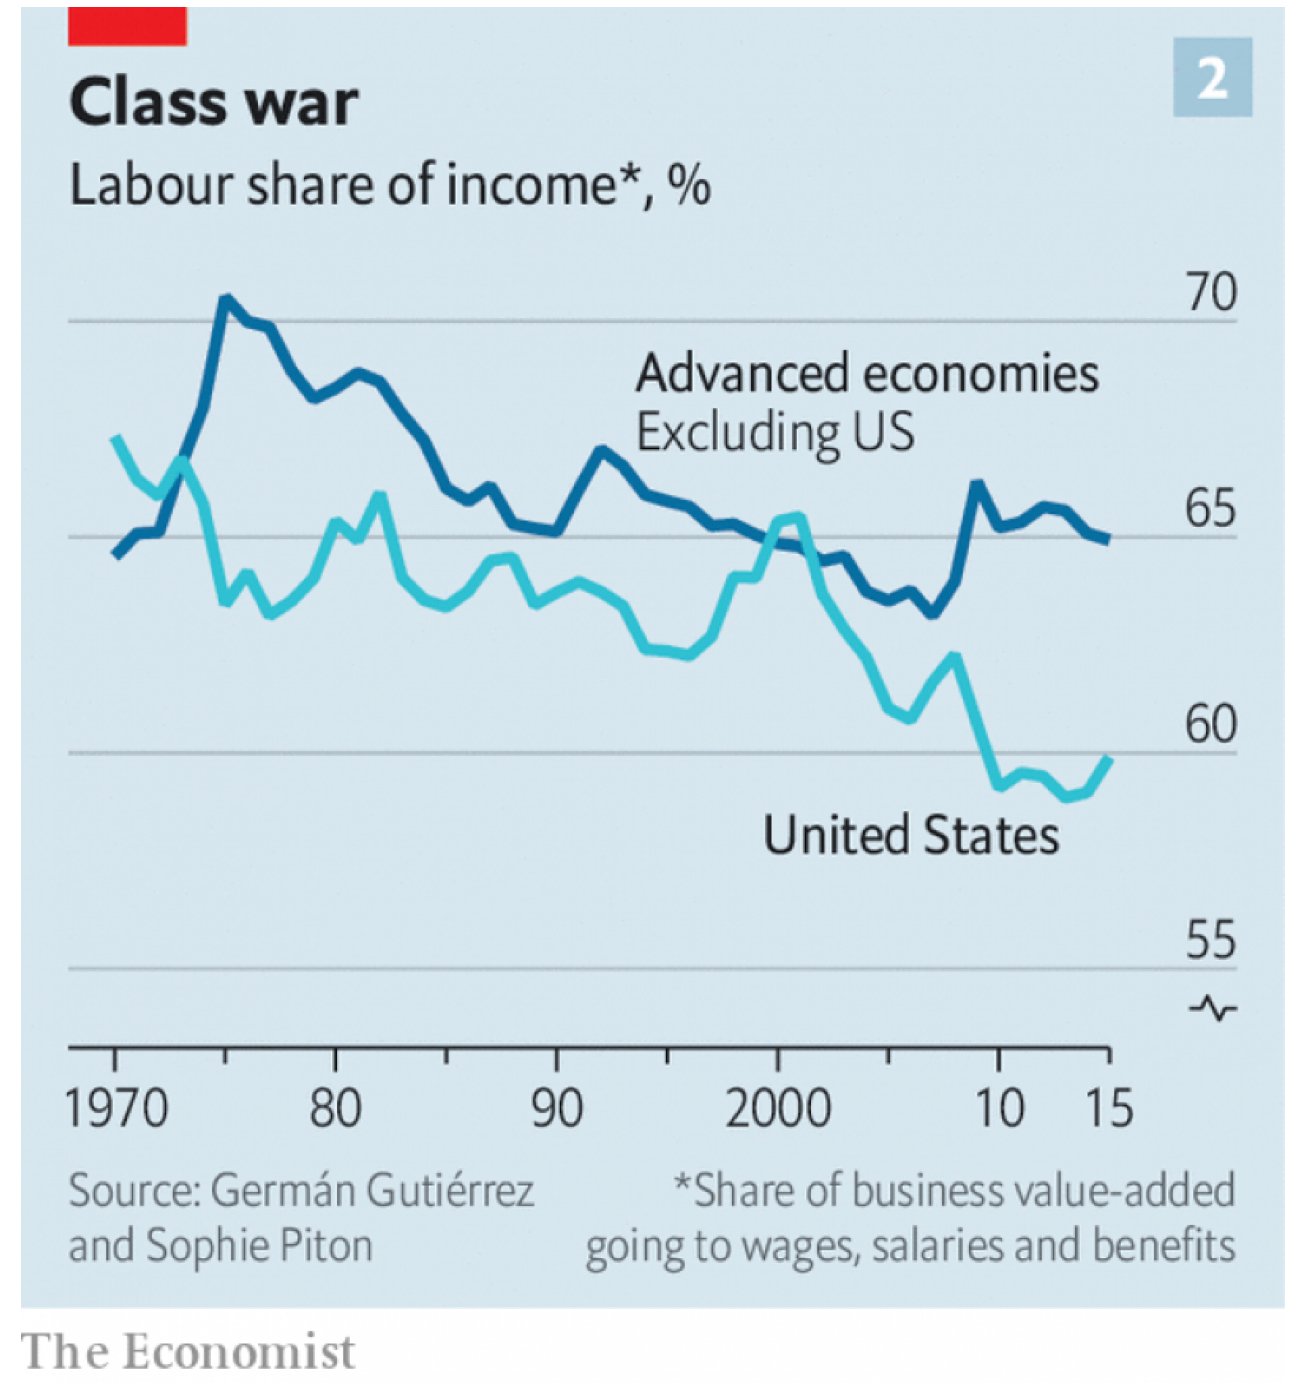 Class war
2
Labour share of income*, %
70
Advanced economies
Excluding US
65
60
United States
55
1970 80 90 2000 10 15
Source: Germán Gutiérrez
and Sophie Piton
*Share of business value-added
going to wages, salaries and benefits
The Economist